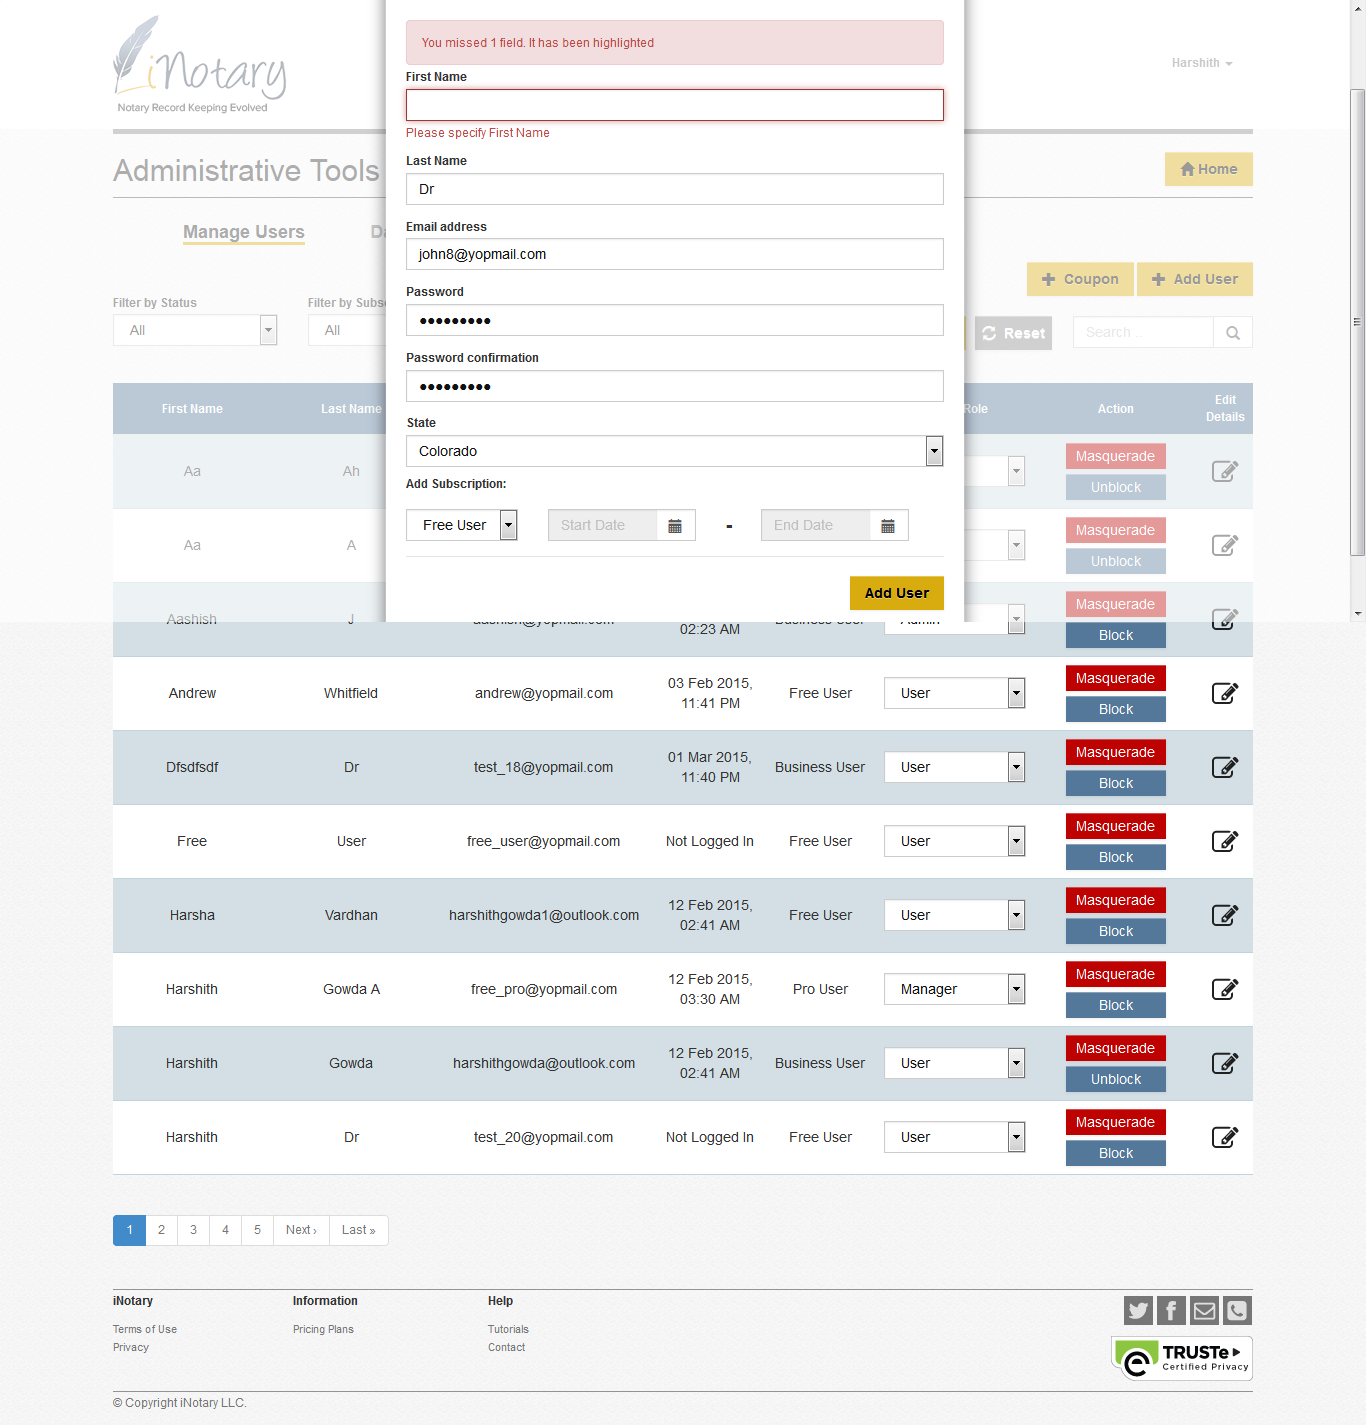 iNotary
Notary Record Keeping Evolved
Harshith
You missed 1 field. It has been highlighted
First Name
Please specify First Name
Last Name
Dr
Email address
john8@yopmail.com
Password
●●●●●●●●●
Password confirmation
●●●●●●●●●
State
Colorado
Add Subscription:
Free User Start Date - End Date
Add User
Administrative Tools
Home
Manage Users
Coupon Add User
Filter by Status
All
All
Reset
Search ..
First Name Last Name Role Action Edit Details
Aa Ah Masquerade
Unblock
Aa A Masquerade
Unblock
Aashish J aashish@yopmail.com 02:23 AM Business User Admin Masquerade
Block
Andrew Whitfield andrew@yopmail.com 03 Feb 2015, 11:41 PM Free User User Masquerade
Block
Dfsdfsdf Dr test_18@yopmail.com 01 Mar 2015, 11:40 PM Business User User Masquerade
Block
Free User free_user@yopmail.com Not Logged In Free User User Masquerade
Block
Harsha Vardhan harshithgowda1@outlook.com 12 Feb 2015, 02:41 AM Free User User Masquerade
Block
Harshith Gowda A free_pro@yopmail.com 12 Feb 2015, 03:30 AM Pro User Manager Masquerade
Block
Harshith Gowda harshithgowda@outlook.com 12 Feb 2015, 02:41 AM Business User User Masquerade
Unblock
Harshith Dr test_20@yopmail.com Not Logged In Free User User Masquerade
Block
1 2 3 4 5 Next › Last »
iNotary
Terms of Use
Privacy
Information
Pricing Plans
Help
Tutorials
Contact
TRUSTe
Certified Privacy
© Copyright iNotary LLC.